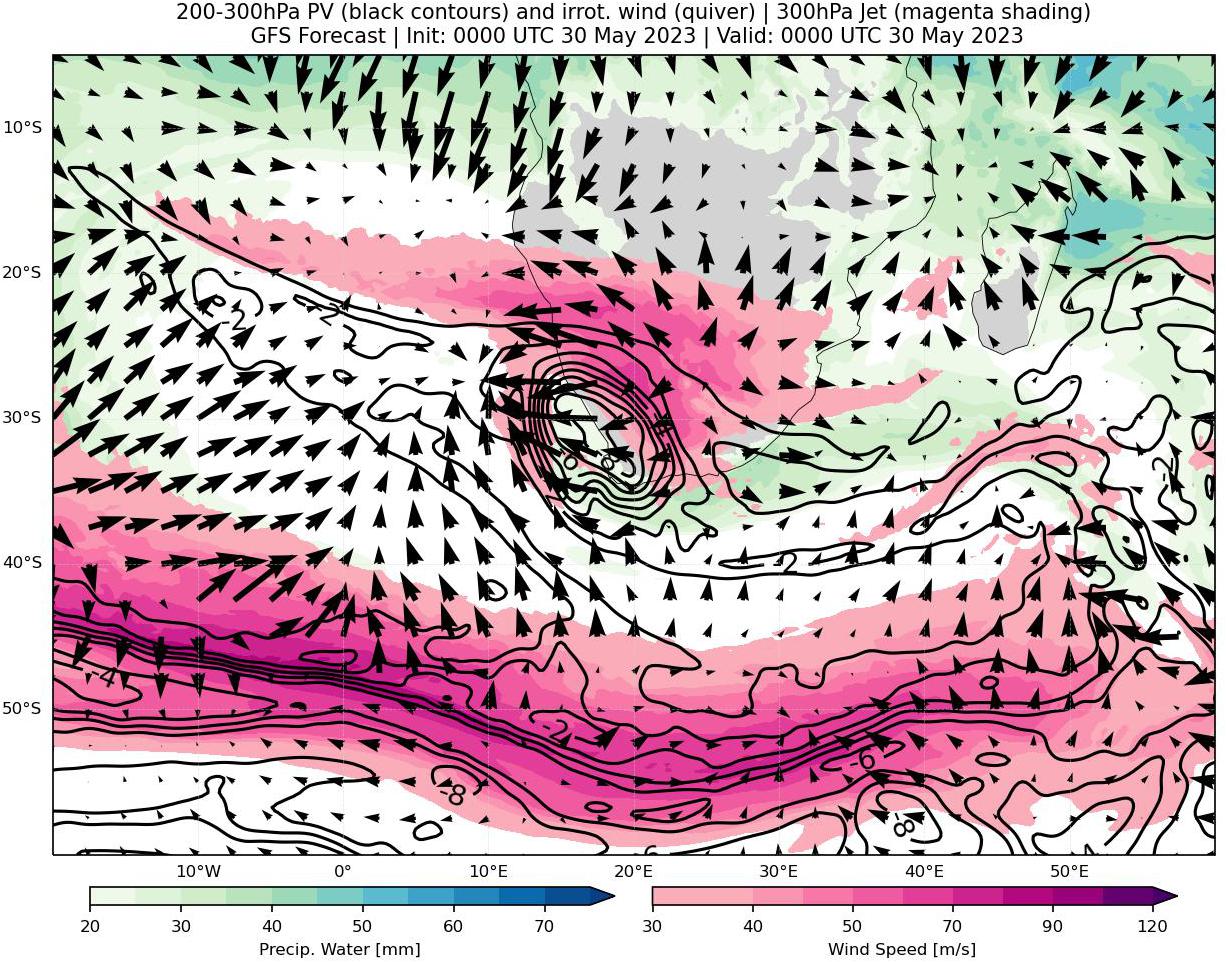 200-300hPa PV (black contours) and irrot. wind (quiver) | 300hPa Jet (magenta shading)
GFS Forecast | Init: 0000 UTC 30 May 2023 | Valid: 0000 UTC 30 May 2023
10°S
20°S
-2
-2
30°S
-2
40°S
-2
-4
50°S
-2
-6
-8
-8
10°W 0° 10°E 20°E 30°E 40°E 50°E
20 30 40 50 60 70
30 40 50 70 90 120
Precip. Water [mm]
Wind Speed [m/s]